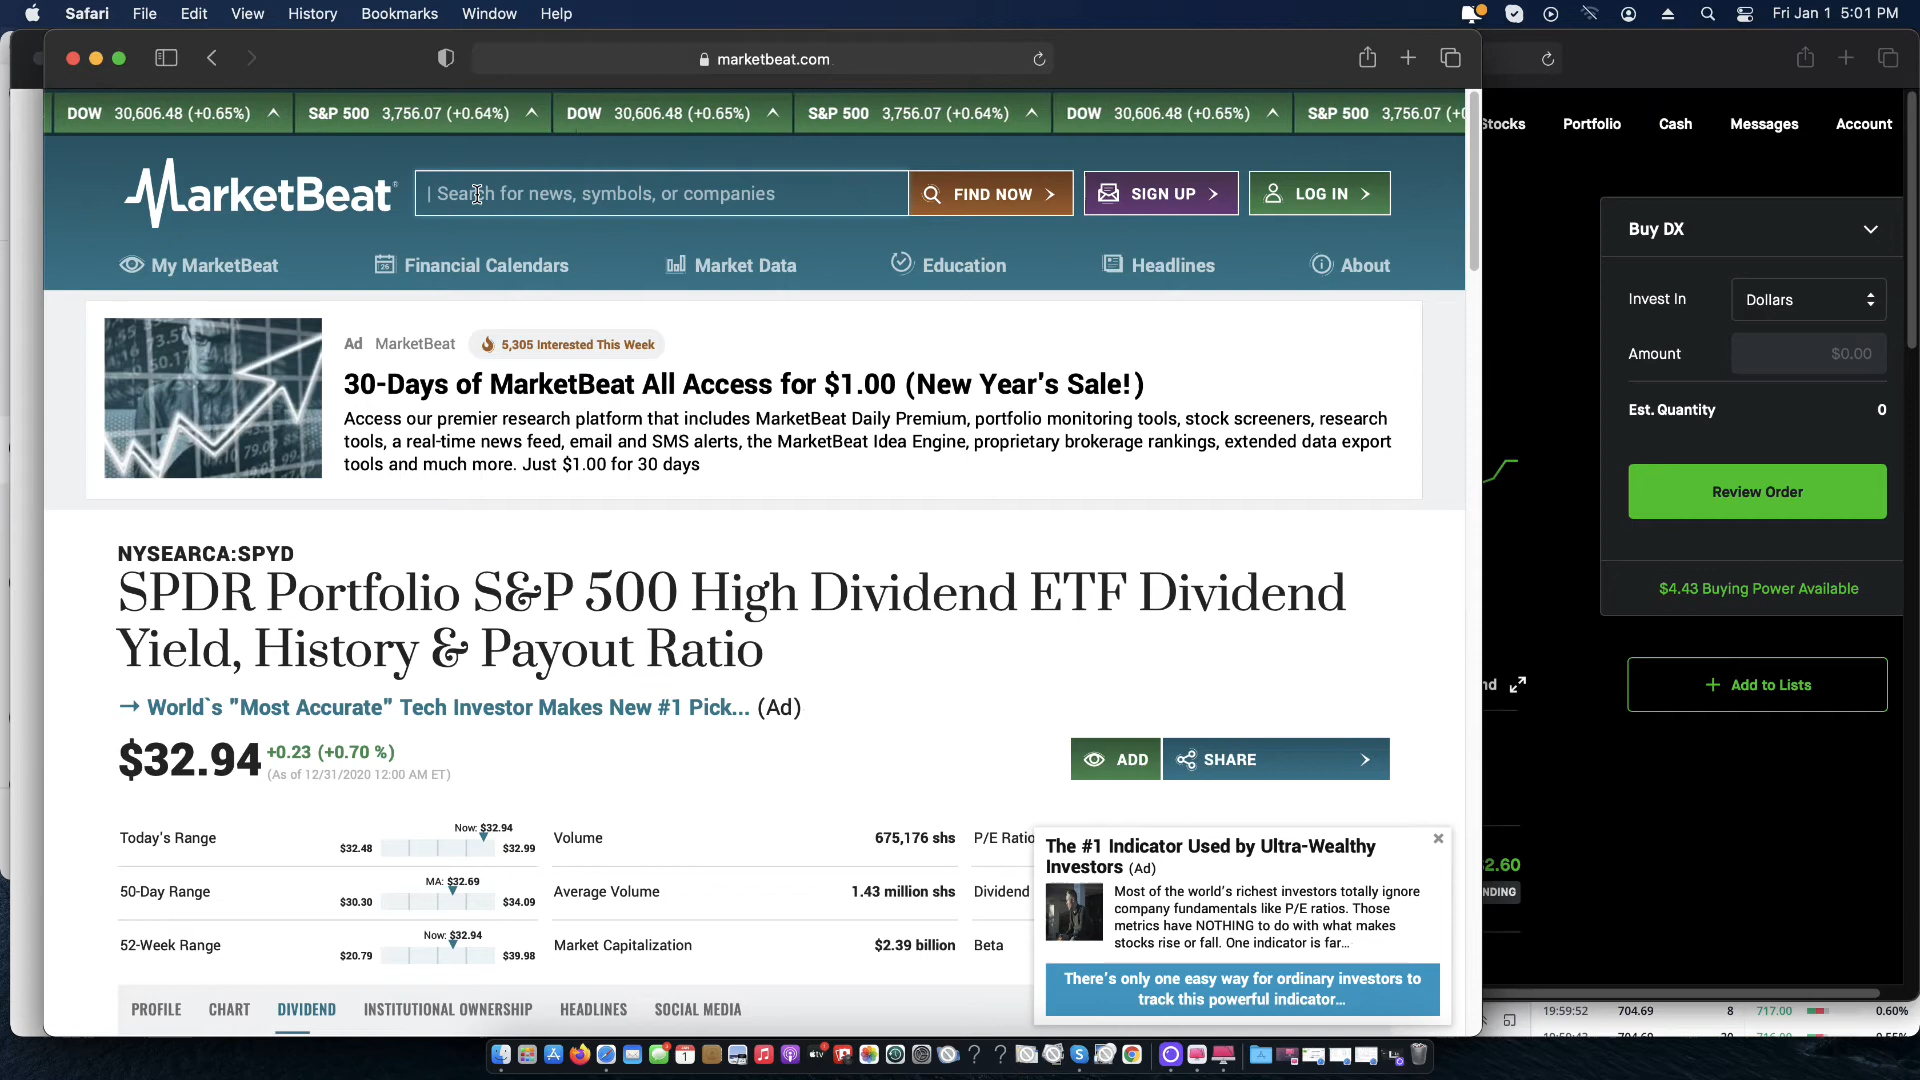 Safari File Edit View History Bookmarks Window Help
Fri Jan 1 5:01 PM
marketbeat.com
DOW 30,606.48 (+0.65%) S&P 500 3,756.07 (+0.64%) DOW 30,606.48 (+0.65%) S&P 500 3,756.07 (+0.64%) DOW 30,606.48 (+0.65%) S&P 500 3,756.07 (+0
MarketBeat®
Search for news, symbols, or companies
FIND NOW
SIGN UP
LOG IN
My MarketBeat
Financial Calendars
Market Data
Education
Headlines
About
Ad MarketBeat 5,305 Interested This Week
30-Days of MarketBeat All Access for $1.00 (New Year's Sale!)
Access our premier research platform that includes MarketBeat Daily Premium, portfolio monitoring tools, stock screeners, research
tools, a real-time news feed, email and SMS alerts, the MarketBeat Idea Engine, proprietary brokerage rankings, extended data export
tools and much more. Just $1.00 for 30 days
NYSEARCA:SPYD
SPDR Portfolio S&P 500 High Dividend ETF Dividend
Yield, History & Payout Ratio
→ World`s "Most Accurate" Tech Investor Makes New #1 Pick... (Ad)
$32.94 +0.23 (+0.70 %)
(As of 12/31/2020 12:00 AM ET)
ADD
SHARE
Today's Range
Now: $32.94
$32.48 $32.99
Volume 675,176 shs
P/E Ratio
50-Day Range
MA: $32.69
$30.30 $34.09
Average Volume 1.43 million shs
Dividend
52-Week Range
Now: $32.94
$20.79 $39.98
Market Capitalization $2.39 billion
Beta
PROFILE CHART DIVIDEND INSTITUTIONAL OWNERSHIP HEADLINES SOCIAL MEDIA
The #1 Indicator Used by Ultra-Wealthy
Investors (Ad)
Most of the world's richest investors totally ignore
company fundamentals like P/E ratios. Those
metrics have NOTHING to do with what makes
stocks rise or fall. One indicator is far...
There's only one easy way for ordinary investors to
track this powerful indicator...
Stocks Portfolio Cash Messages Account
Buy DX
Invest In Dollars
Amount $0.00
Est. Quantity 0
Review Order
$4.43 Buying Power Available
nd
+ Add to Lists
2.60
NDING
19:59:52 704.69 8 717.00 0.60%